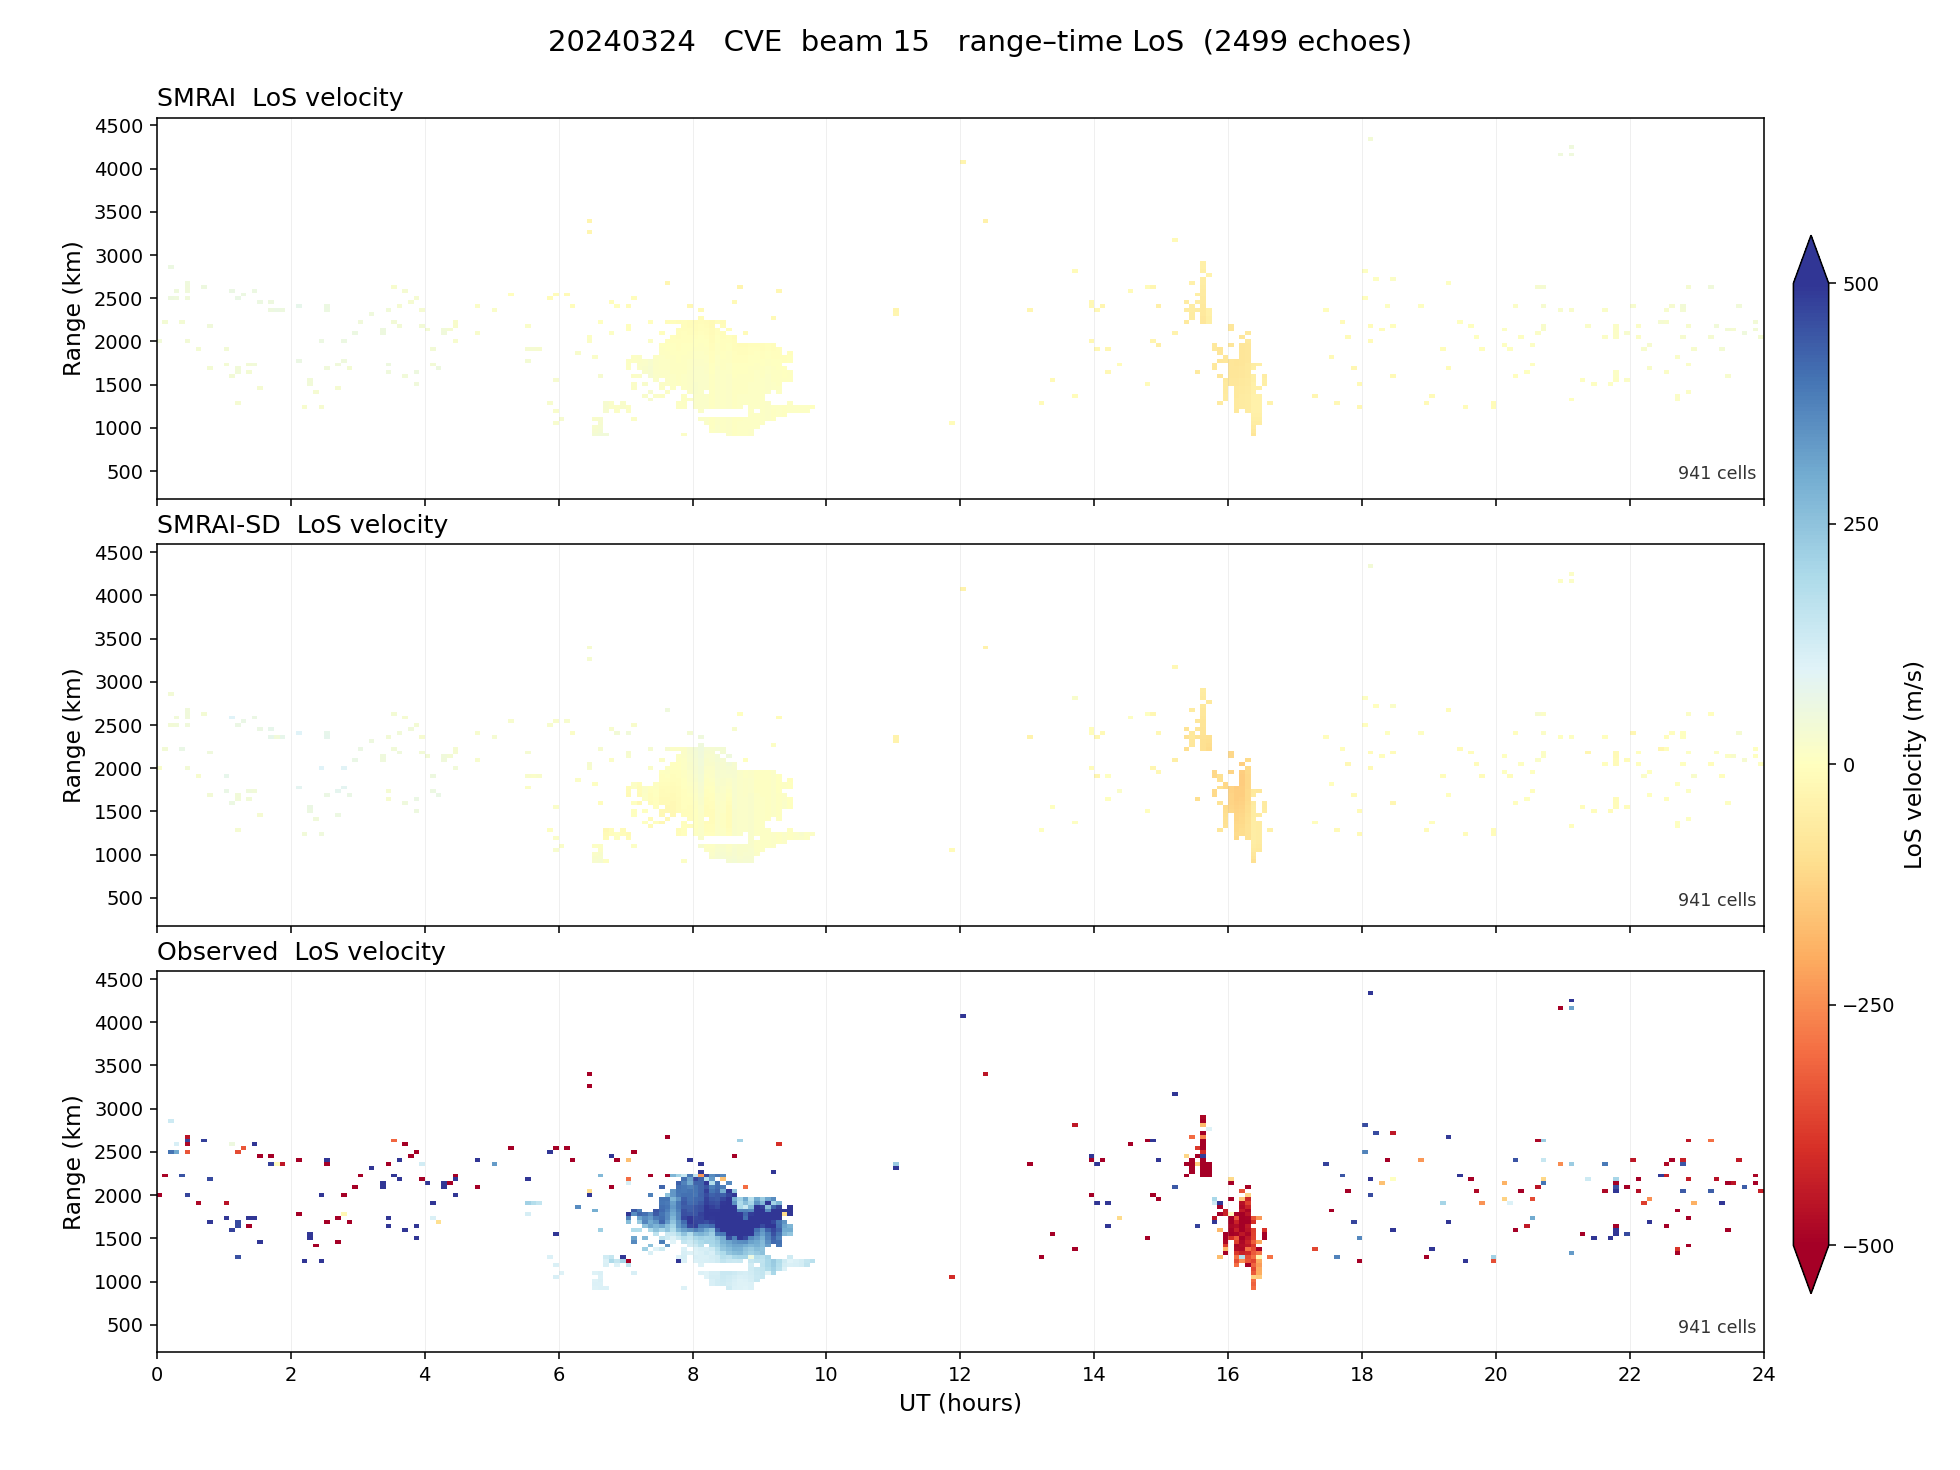 20240324 CVE beam 15 range–time LoS (2499 echoes)
SMRAI LoS velocity
4500
4000
3500
3000
2500
2000
1500
1000
500
Range (km)
941 cells
SMRAI-SD LoS velocity
4500
4000
3500
3000
2500
2000
1500
1000
500
Range (km)
941 cells
Observed LoS velocity
4500
4000
3500
3000
2500
2000
1500
1000
500
Range (km)
941 cells
0 2 4 6 8 10 12 14 16 18 20 22 24
UT (hours)
500
250
0
−250
−500
LoS velocity (m/s)